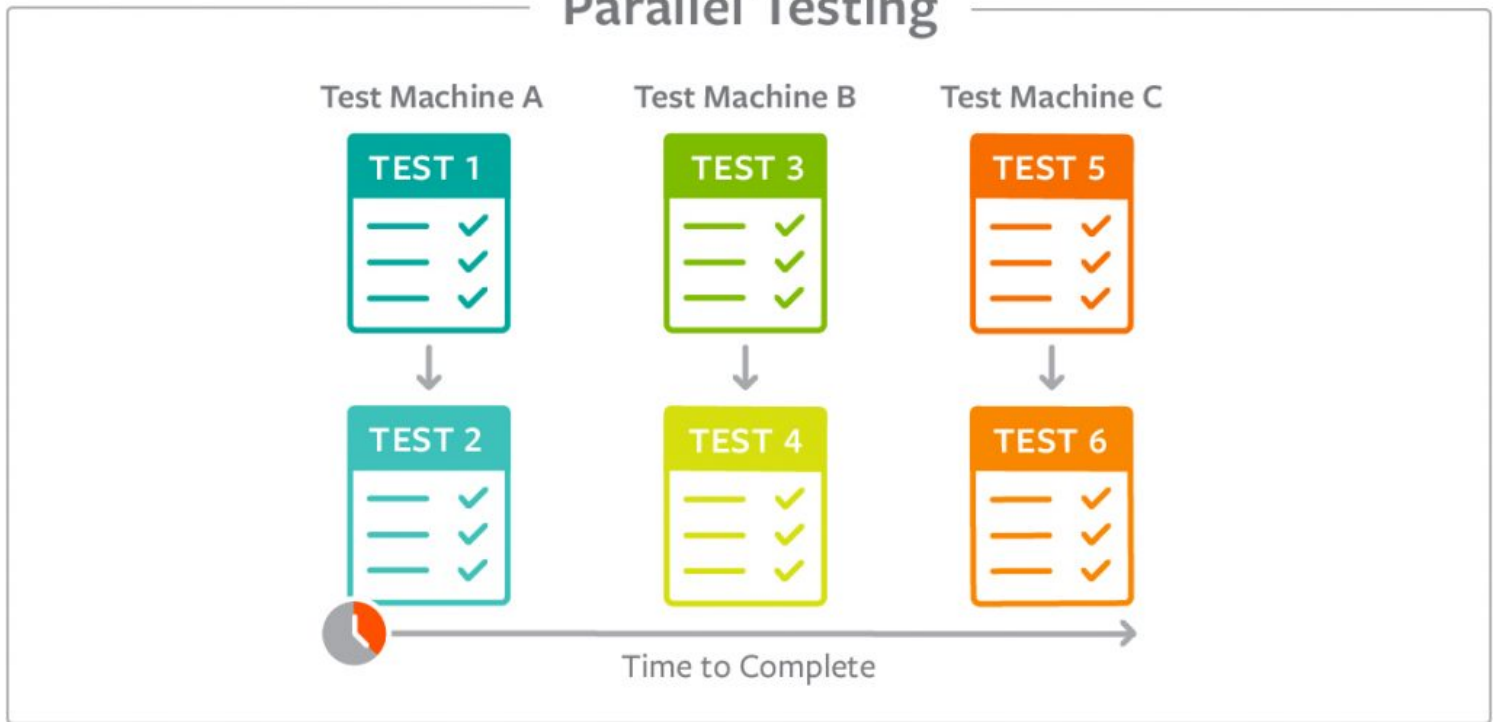 Parallel Testing
Test Machine A
Test Machine B
Test Machine C
TEST 1
TEST 3
TEST 5
TEST 2
TEST 4
TEST 6
Time to Complete